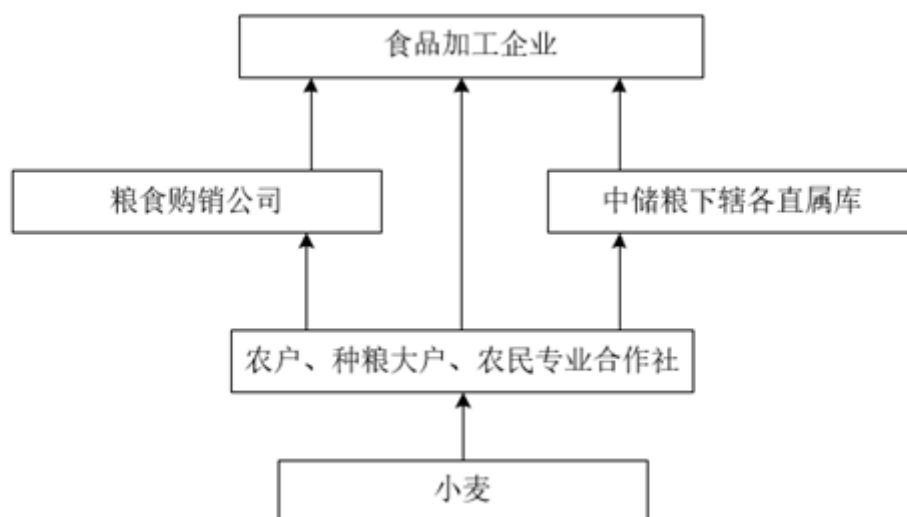 食品加工企业
粮食购销公司
中储粮下辖各直属库
农户、种粮大户、农民专业合作社
小麦